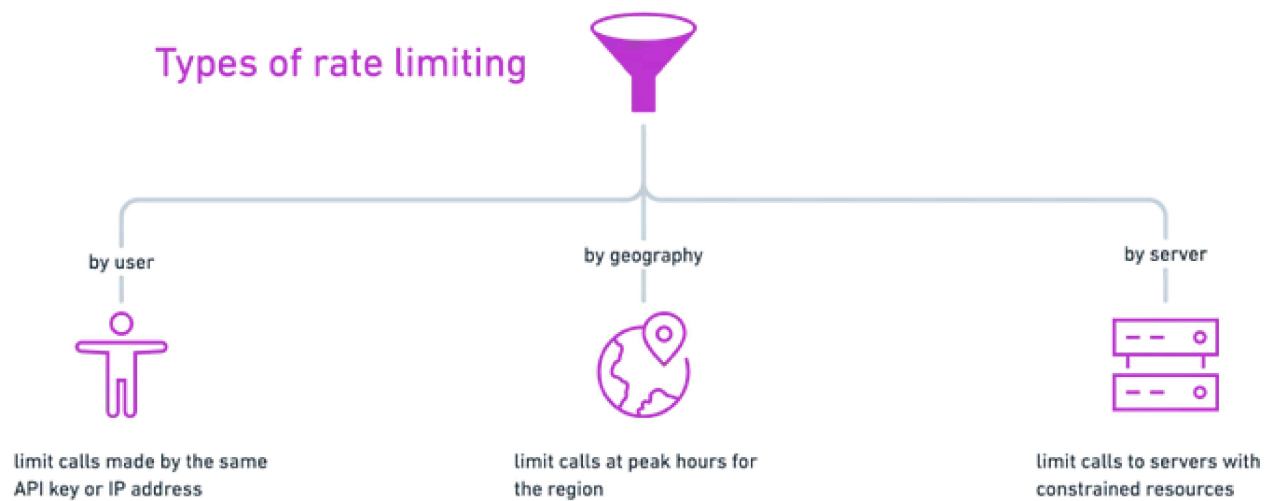 Types of rate limiting
by user
by geography
by server
limit calls made by the same
API key or IP address
limit calls at peak hours for
the region
limit calls to servers with
constrained resources